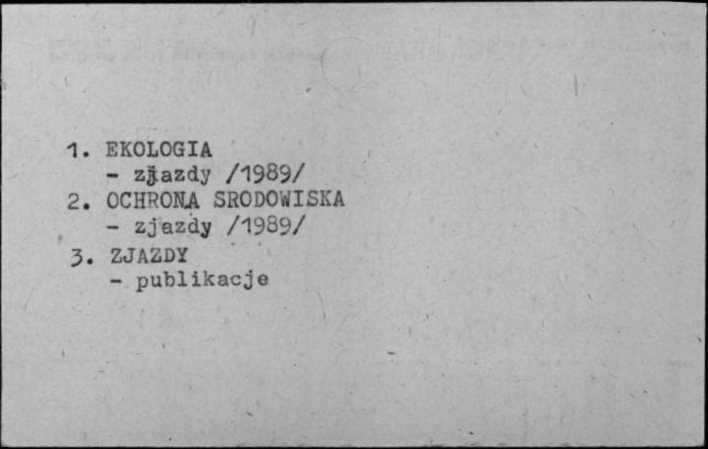 1. EKOLOGIA
- zjazdy /1989/
2. OCHRONA SRODOWISKA
- zjazdy /1989/
3. ZJAZDY
- publikacje